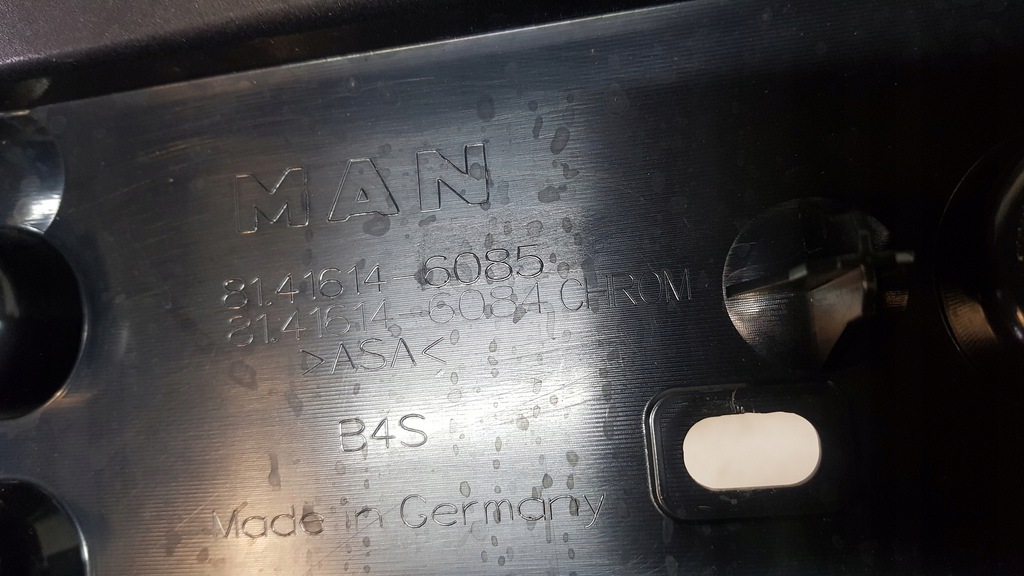 MAN
81.41614-6085
81.41614-6084 CHROM
>ASA<
B4S
Made in Germany